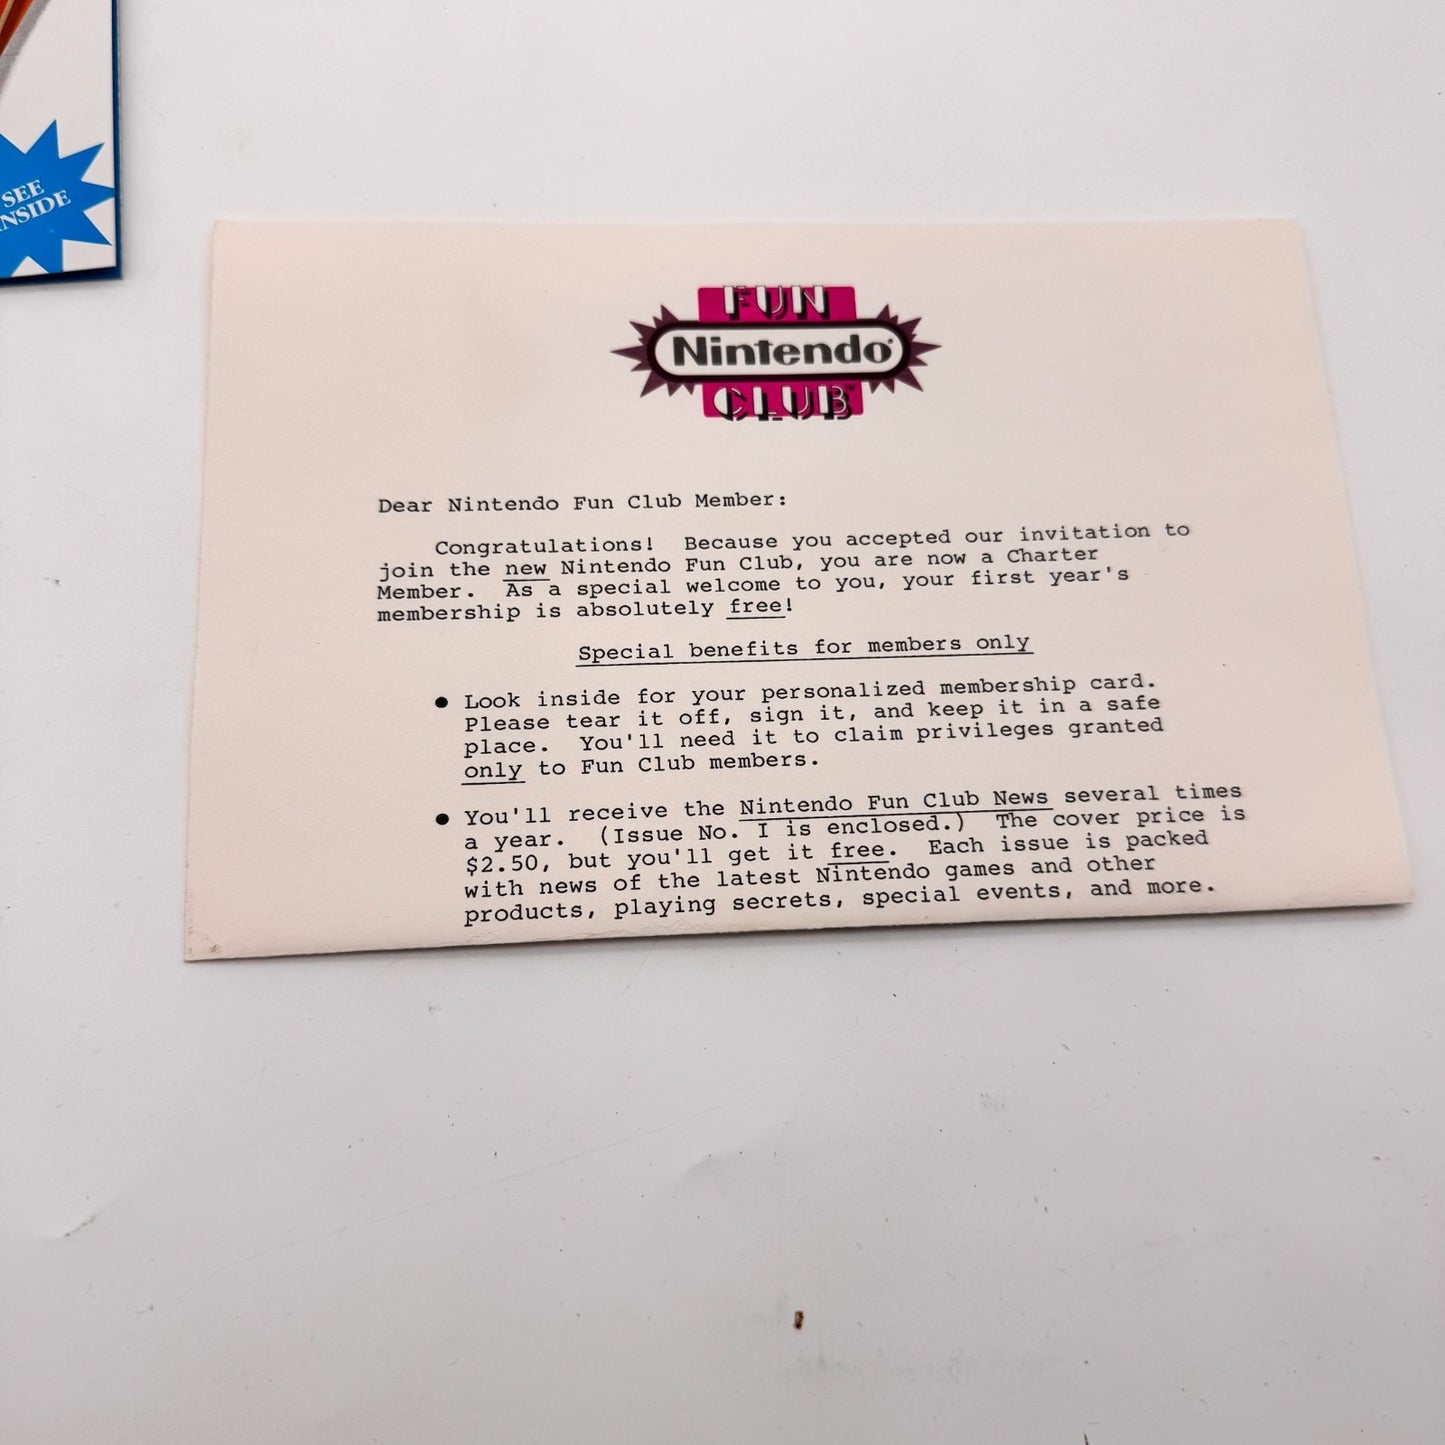 SEE
INSIDE
FUN
Nintendo®
CLUB™
Dear Nintendo Fun Club Member:
Congratulations! Because you accepted our invitation to
join the new Nintendo Fun Club, you are now a Charter
Member. As a special welcome to you, your first year's
membership is absolutely free!
Special benefits for members only
● Look inside for your personalized membership card.
Please tear it off, sign it, and keep it in a safe
place. You'll need it to claim privileges granted
only to Fun Club members.
● You'll receive the Nintendo Fun Club News several times
a year. (Issue No. I is enclosed.) The cover price is
$2.50, but you'll get it free. Each issue is packed
with news of the latest Nintendo games and other
products, playing secrets, special events, and more.